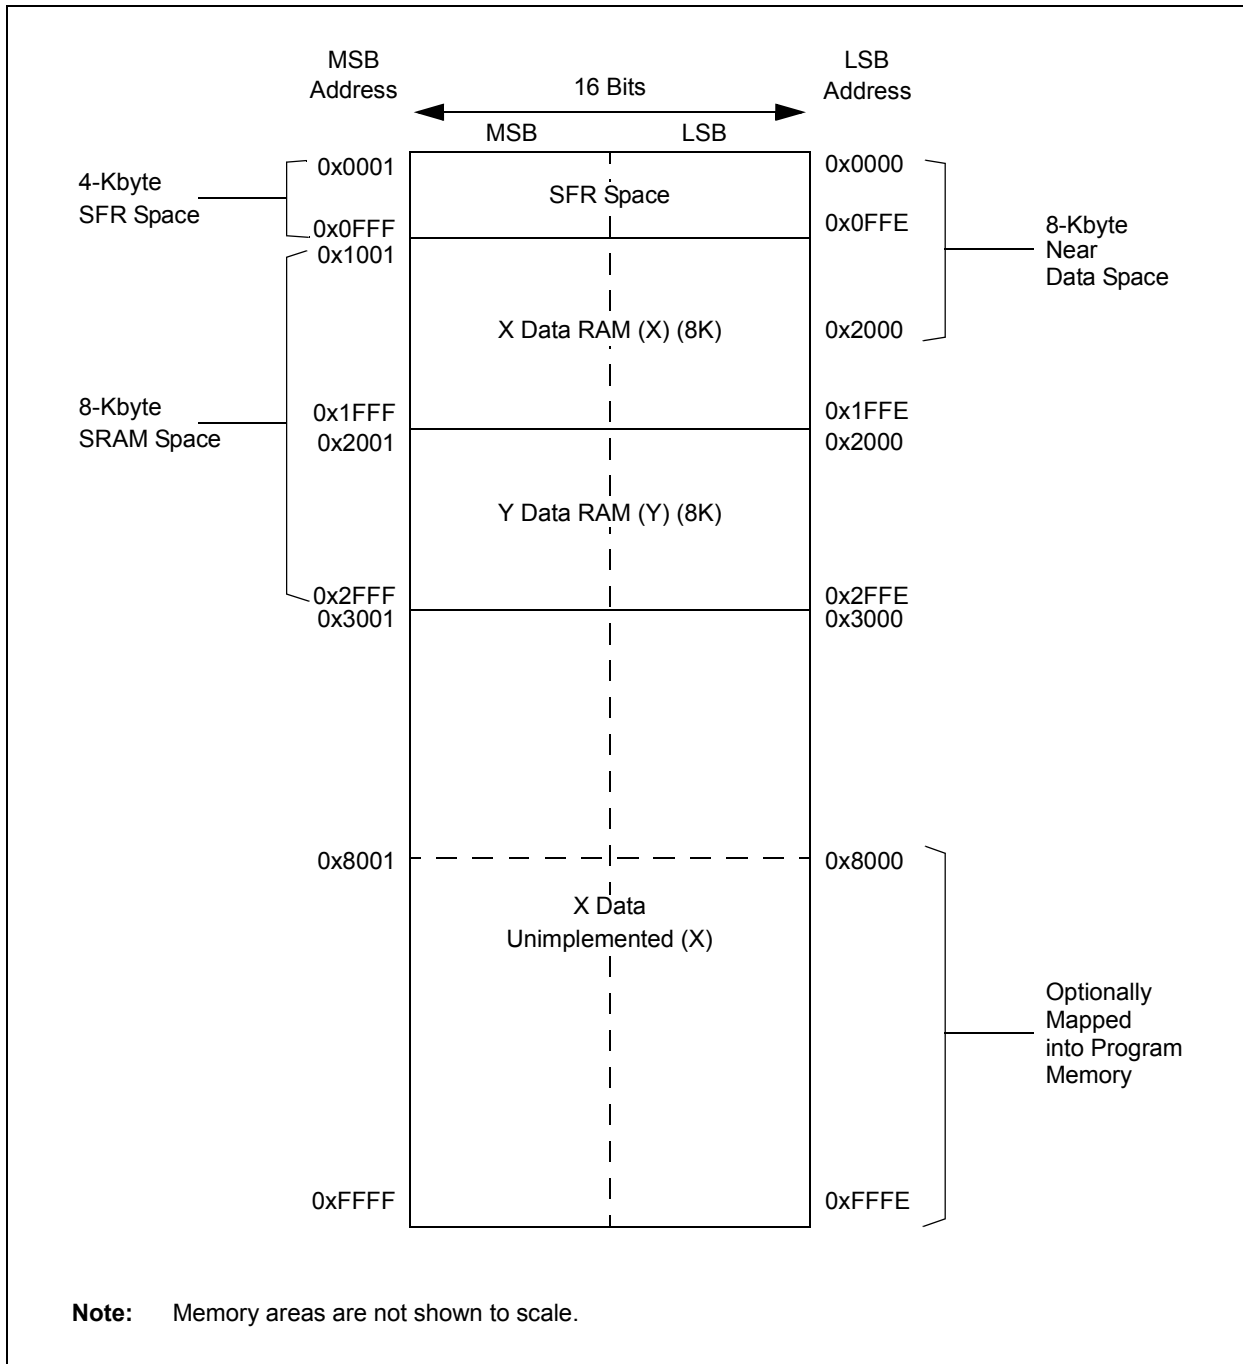 MSB
Address
16 Bits
LSB
Address
MSB
LSB
0x0001
0x0000
4-Kbyte
SFR Space
SFR Space
0x0FFF
0x0FFE
0x1001
8-Kbyte
Near
Data Space
X Data RAM (X) (8K)
0x2000
8-Kbyte
SRAM Space
0x1FFF
0x1FFE
0x2001
0x2000
Y Data RAM (Y) (8K)
0x2FFF
0x2FFE
0x3001
0x3000
0x8001
0x8000
X Data
Unimplemented (X)
Optionally
Mapped
into Program
Memory
0xFFFF
0xFFFE
Note: Memory areas are not shown to scale.